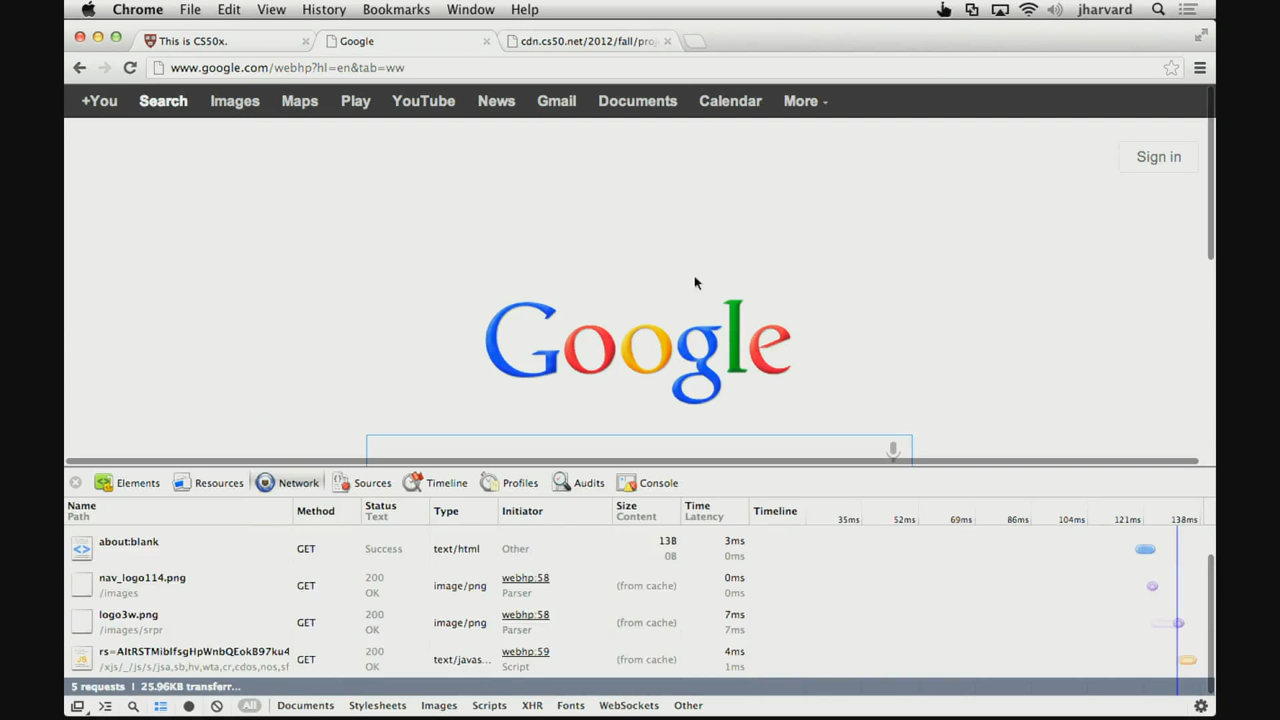 Chrome File Edit View History Bookmarks Window Help jharvard
This is CS50x. Google cdn.cs50.net/2012/fall/proj
www.google.com/webhp?hl=en&tab=ww
+You Search Images Maps Play YouTube News Gmail Documents Calendar More
Sign in
Google
Elements Resources Network Sources Timeline Profiles Audits Console
Name Method Status Type Initiator Size Time Timeline
Path Text Content Latency 35ms 52ms 69ms 86ms 104ms 121ms 138ms
about:blank GET Success text/html Other 13B 3ms
0B 0ms
nav_logo114.png GET 200 image/png webhp:58 (from cache) 0ms
/images OK Parser 0ms
logo3w.png GET 200 image/png webhp:58 (from cache) 7ms
/images/srpr OK Parser 7ms
GET 200 text/javas... webhp:59 (from cache) 4ms
/xjs/_/js/s/jsa,sb,hv,wta,cr,cdos,nos,sf OK Script 1ms
5 requests | 25.96KB transferr...
All Documents Stylesheets Images Scripts XHR Fonts WebSockets Other